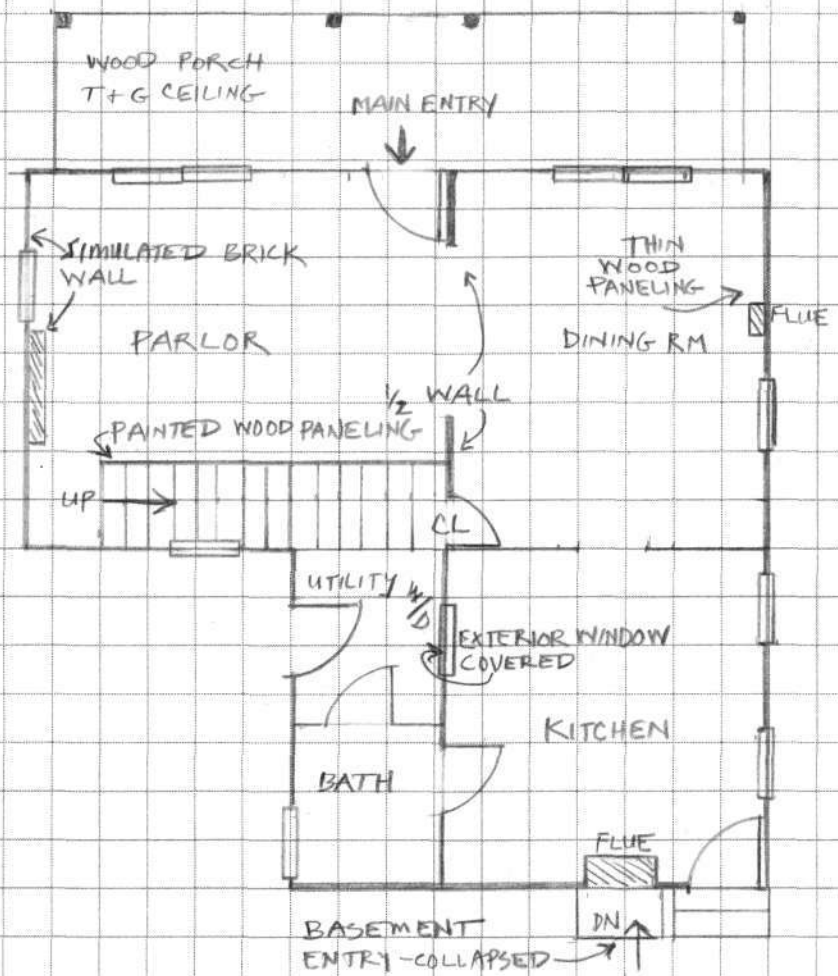 WOOD PORCH
T+G CEILING
MAIN ENTRY
SIMULATED BRICK
WALL
THIN
WOOD
PANELING
FLUE
PARLOR
DINING RM
1/2 WALL
PAINTED WOOD PANELING
UP
CL
UTILITY
W/D
EXTERIOR WINDOW
COVERED
KITCHEN
BATH
FLUE
DN
BASEMENT
ENTRY-COLLAPSED